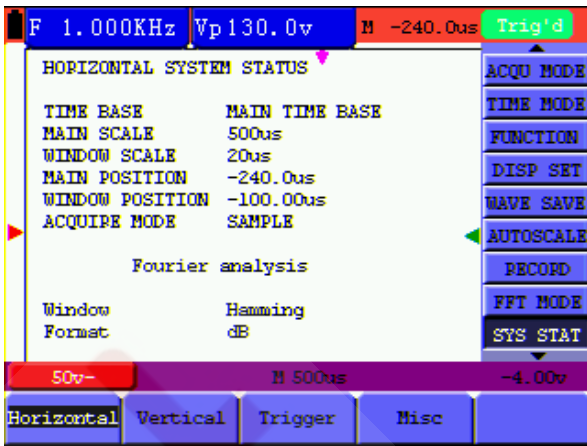 F 1.000KHz Vp130.0v M -240.0us Trig'd
HORIZONTAL SYSTEM STATUS
TIME BASE MAIN TIME BASE
MAIN SCALE 500us
WINDOW SCALE 20us
MAIN POSITION -240.0us
WINDOW POSITION -100.00us
ACQUIRE MODE SAMPLE
Fourier analysis
Window Hamming
Format dB
ACQU MODE
TIME MODE
FUNCTION
DISP SET
WAVE SAVE
AUTOSCALE
RECORD
FFT MODE
SYS STAT
50v- M 500us -4.00v
Horizontal Vertical Trigger Misc